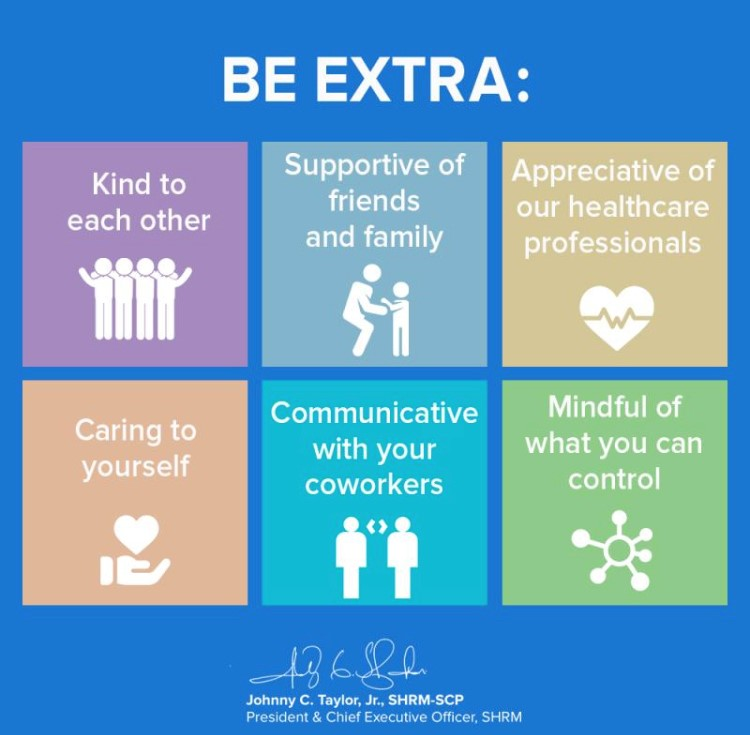 BE EXTRA:
Kind to
each other
Supportive of
friends
and family
Appreciative of
our healthcare
professionals
Caring to
yourself
Communicative
with your
coworkers
Mindful of
what you can
control
Johnny C. Taylor, Jr., SHRM-SCP
President & Chief Executive Officer, SHRM